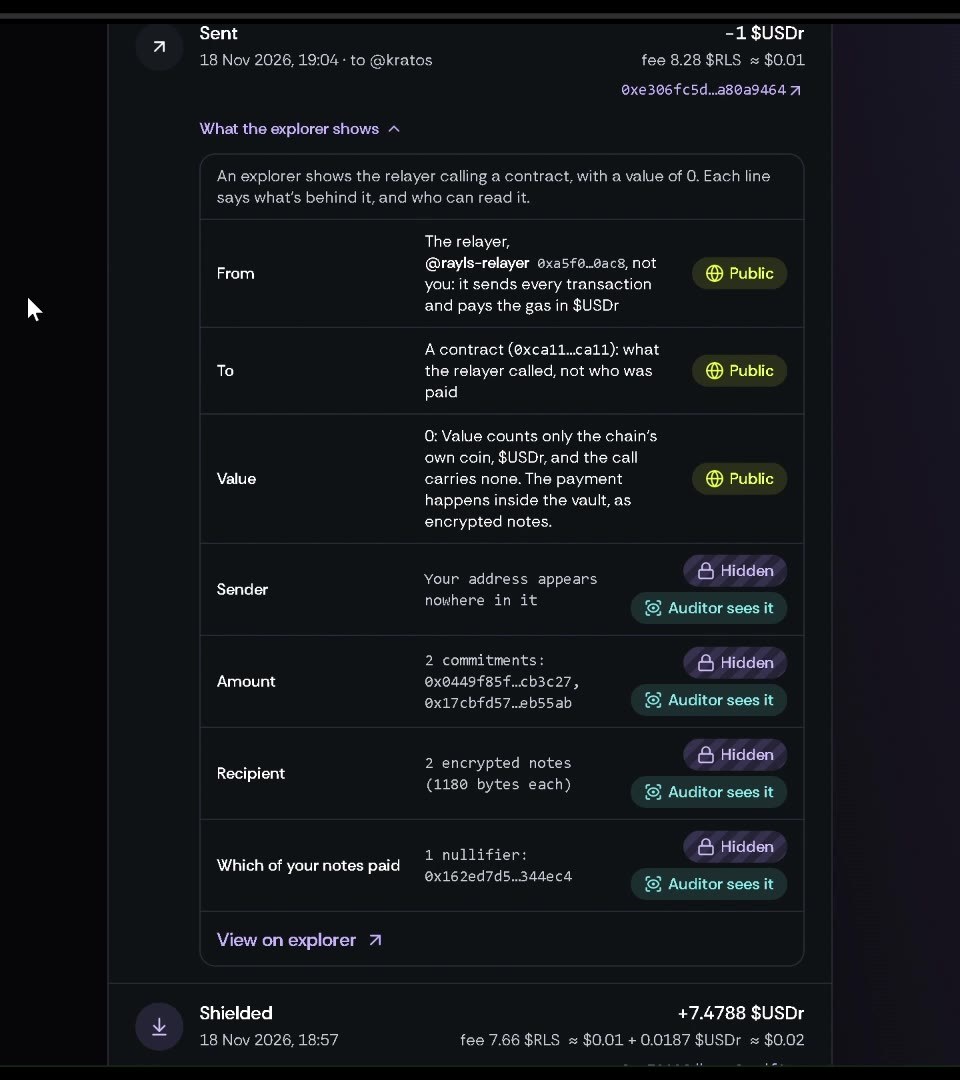 Sent
−1 $USDr
18 Nov 2026, 19:04 · to @kratos
fee 8.28 $RLS ≈ $0.01
0xe306fc5d…a80a9464
What the explorer shows
An explorer shows the relayer calling a contract, with a value of 0. Each line
says what's behind it, and who can read it.
From
The relayer,
@rayls-relayer 0xa5f0…0ac8, not
you: it sends every transaction
and pays the gas in $USDr
Public
To
A contract (0xca11…ca11): what
the relayer called, not who was
paid
Public
Value
0: Value counts only the chain's
own coin, $USDr, and the call
carries none. The payment
happens inside the vault, as
encrypted notes.
Public
Sender
Your address appears
nowhere in it
Hidden
Auditor sees it
Amount
2 commitments:
0x0449f85f…cb3c27,
0x17cbfd57…eb55ab
Hidden
Auditor sees it
Recipient
2 encrypted notes
(1180 bytes each)
Hidden
Auditor sees it
Which of your notes paid
1 nullifier:
0x162ed7d5…344ec4
Hidden
Auditor sees it
View on explorer
Shielded
+7.4788 $USDr
18 Nov 2026, 18:57
fee 7.66 $RLS ≈ $0.01 + 0.0187 $USDr ≈ $0.02